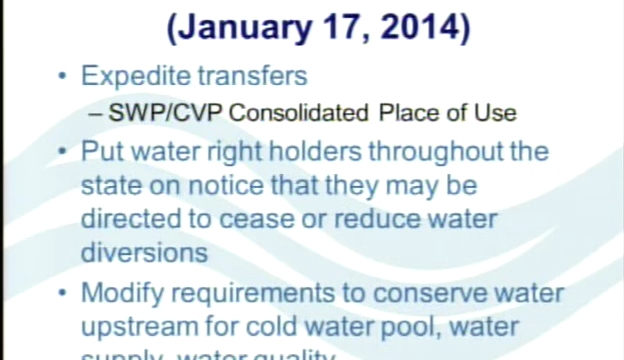 (January 17, 2014)
• Expedite transfers
– SWP/CVP Consolidated Place of Use
• Put water right holders throughout the
state on notice that they may be
directed to cease or reduce water
diversions
• Modify requirements to conserve water
upstream for cold water pool, water
supply, water quality